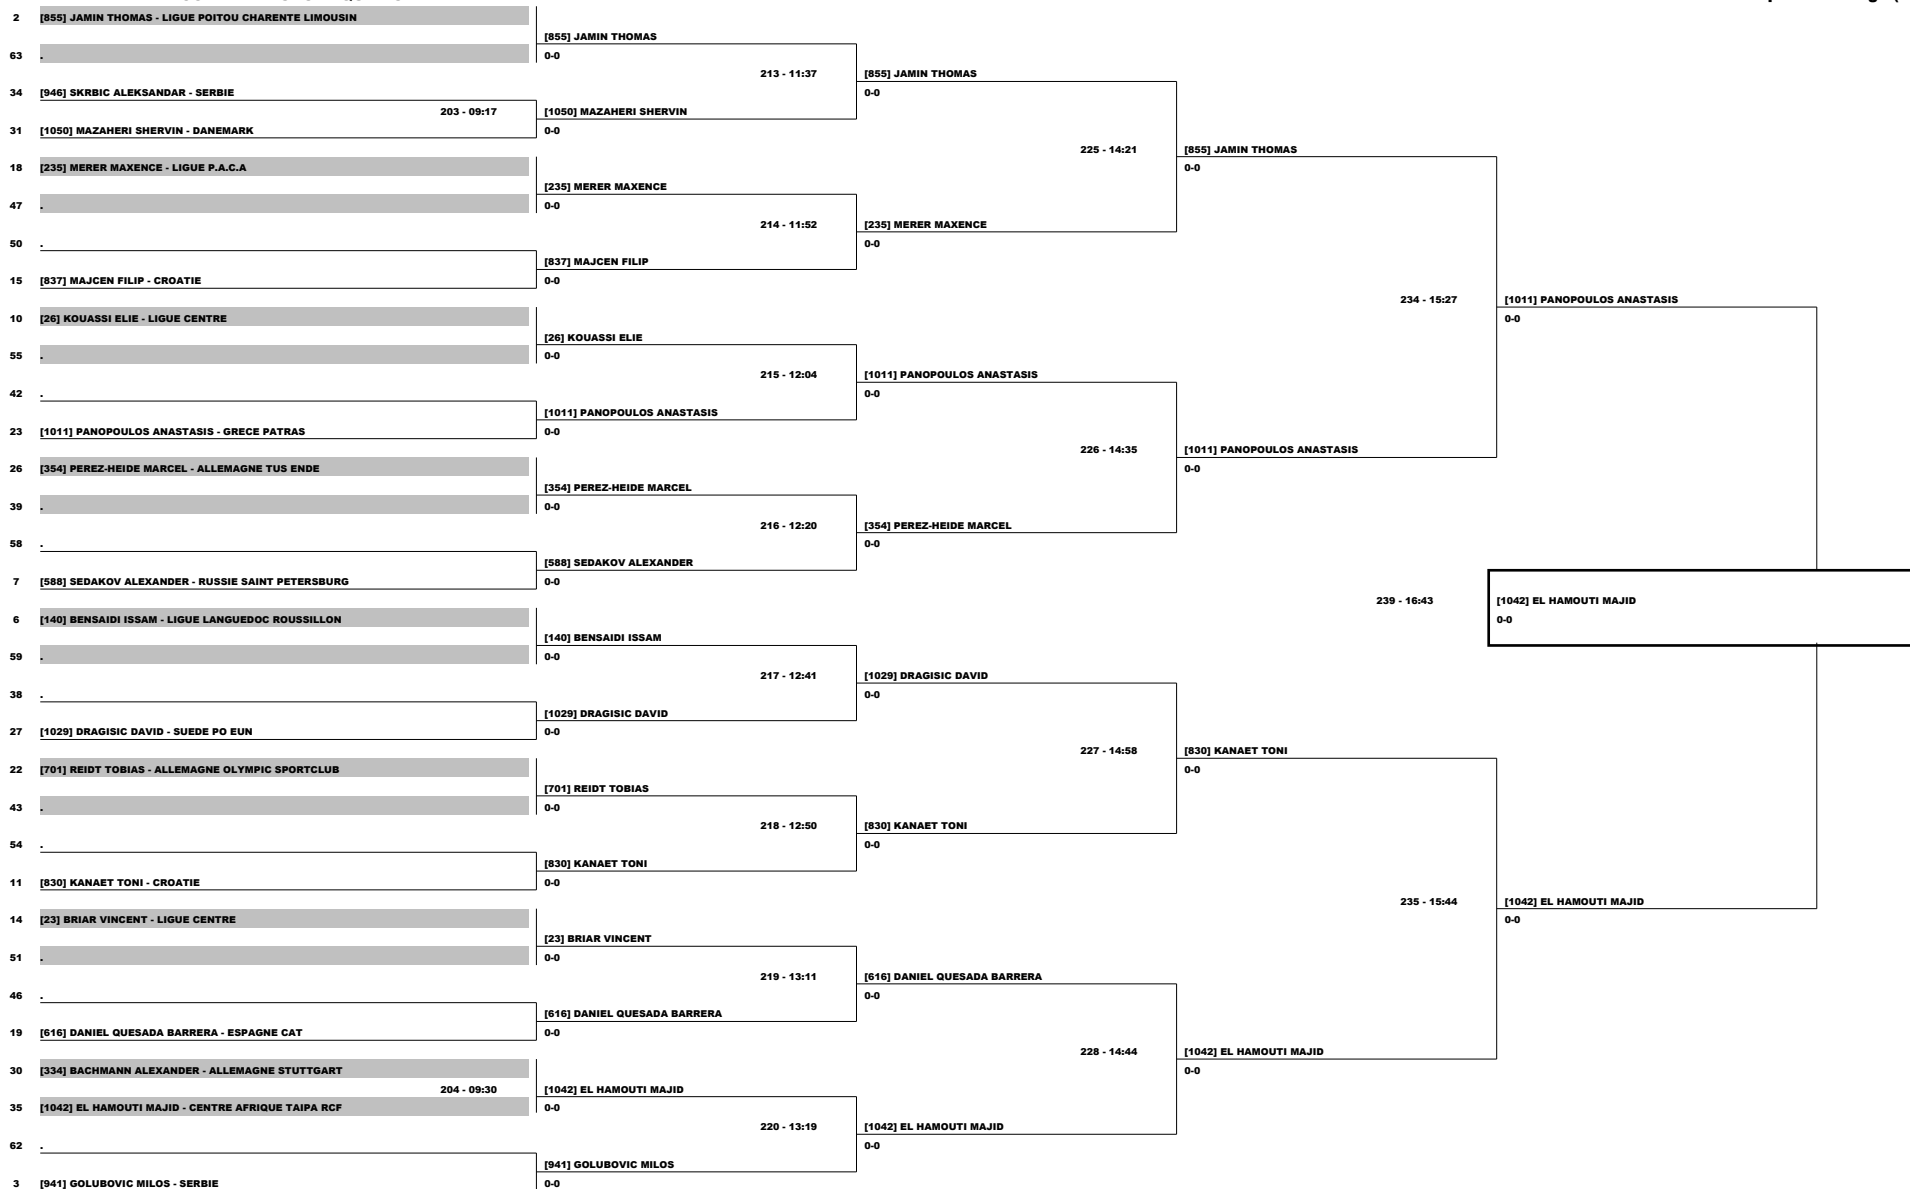 2 [855] JAMIN THOMAS - LIGUE POITOU CHARENTE LIMOUSIN
[855] JAMIN THOMAS
63 . 0-0
213 - 11:37 [855] JAMIN THOMAS
34 [946] SKRBIC ALEKSANDAR - SERBIE 0-0
203 - 09:17 [1050] MAZAHERI SHERVIN
31 [1050] MAZAHERI SHERVIN - DANEMARK 0-0
225 - 14:21 [855] JAMIN THOMAS
18 [235] MERER MAXENCE - LIGUE P.A.C.A 0-0
[235] MERER MAXENCE
47 . 0-0
214 - 11:52 [235] MERER MAXENCE
50 . 0-0
[837] MAJCEN FILIP
15 [837] MAJCEN FILIP - CROATIE 0-0
234 - 15:27 [1011] PANOPOULOS ANASTASIS
10 [26] KOUASSI ELIE - LIGUE CENTRE 0-0
[26] KOUASSI ELIE
55 . 0-0
215 - 12:04 [1011] PANOPOULOS ANASTASIS
42 . 0-0
[1011] PANOPOULOS ANASTASIS
23 [1011] PANOPOULOS ANASTASIS - GRECE PATRAS 0-0
226 - 14:35 [1011] PANOPOULOS ANASTASIS
26 [354] PEREZ-HEIDE MARCEL - ALLEMAGNE TUS ENDE 0-0
[354] PEREZ-HEIDE MARCEL
39 . 0-0
216 - 12:20 [354] PEREZ-HEIDE MARCEL
58 . 0-0
[588] SEDAKOV ALEXANDER
7 [588] SEDAKOV ALEXANDER - RUSSIE SAINT PETERSBURG 0-0
239 - 16:43 [1042] EL HAMOUTI MAJID
6 [140] BENSAIDI ISSAM - LIGUE LANGUEDOC ROUSSILLON 0-0
[140] BENSAIDI ISSAM
59 . 0-0
217 - 12:41 [1029] DRAGISIC DAVID
38 . 0-0
[1029] DRAGISIC DAVID
27 [1029] DRAGISIC DAVID - SUEDE PO EUN 0-0
227 - 14:58 [830] KANAET TONI
22 [701] REIDT TOBIAS - ALLEMAGNE OLYMPIC SPORTCLUB 0-0
[701] REIDT TOBIAS
43 . 0-0
218 - 12:50 [830] KANAET TONI
54 . 0-0
[830] KANAET TONI
11 [830] KANAET TONI - CROATIE 0-0
235 - 15:44 [1042] EL HAMOUTI MAJID
14 [23] BRIAR VINCENT - LIGUE CENTRE 0-0
[23] BRIAR VINCENT
51 . 0-0
219 - 13:11 [616] DANIEL QUESADA BARRERA
46 . 0-0
[616] DANIEL QUESADA BARRERA
19 [616] DANIEL QUESADA BARRERA - ESPAGNE CAT 0-0
228 - 14:44 [1042] EL HAMOUTI MAJID
30 [334] BACHMANN ALEXANDER - ALLEMAGNE STUTTGART 0-0
204 - 09:30 [1042] EL HAMOUTI MAJID
35 [1042] EL HAMOUTI MAJID - CENTRE AFRIQUE TAIPA RCF 0-0
220 - 13:19 [1042] EL HAMOUTI MAJID
62 . 0-0
[941] GOLUBOVIC MILOS
3 [941] GOLUBOVIC MILOS - SERBIE 0-0